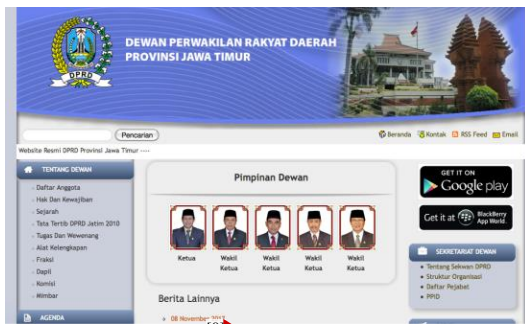 DEWAN PERWAKILAN RAKYAT DAERAH
PROVINSI JAWA TIMUR
DPRD
Pencarian
Beranda Kontak RSS Feed Email
Website Resmi DPRD Provinsi Jawa Timur ----
TENTANG DEWAN
Daftar Anggota
Hak Dan Kewajiban
Sejarah
Tata Tertib DPRD Jatim 2010
Tugas Dan Wewenang
Alat Kelengkapan
Fraksi
Dapil
Komisi
Mimbar
AGENDA
Pimpinan Dewan
Ketua
Wakil Ketua
Wakil Ketua
Wakil Ketua
Wakil Ketua
Berita Lainnya
08 November
GET IT ON
Google play
Get it at BlackBerry
App World
SEKRETARIAT DEWAN
Tentang Sekwan DPRD
Struktur Organisasi
Daftar Pejabat
PPID